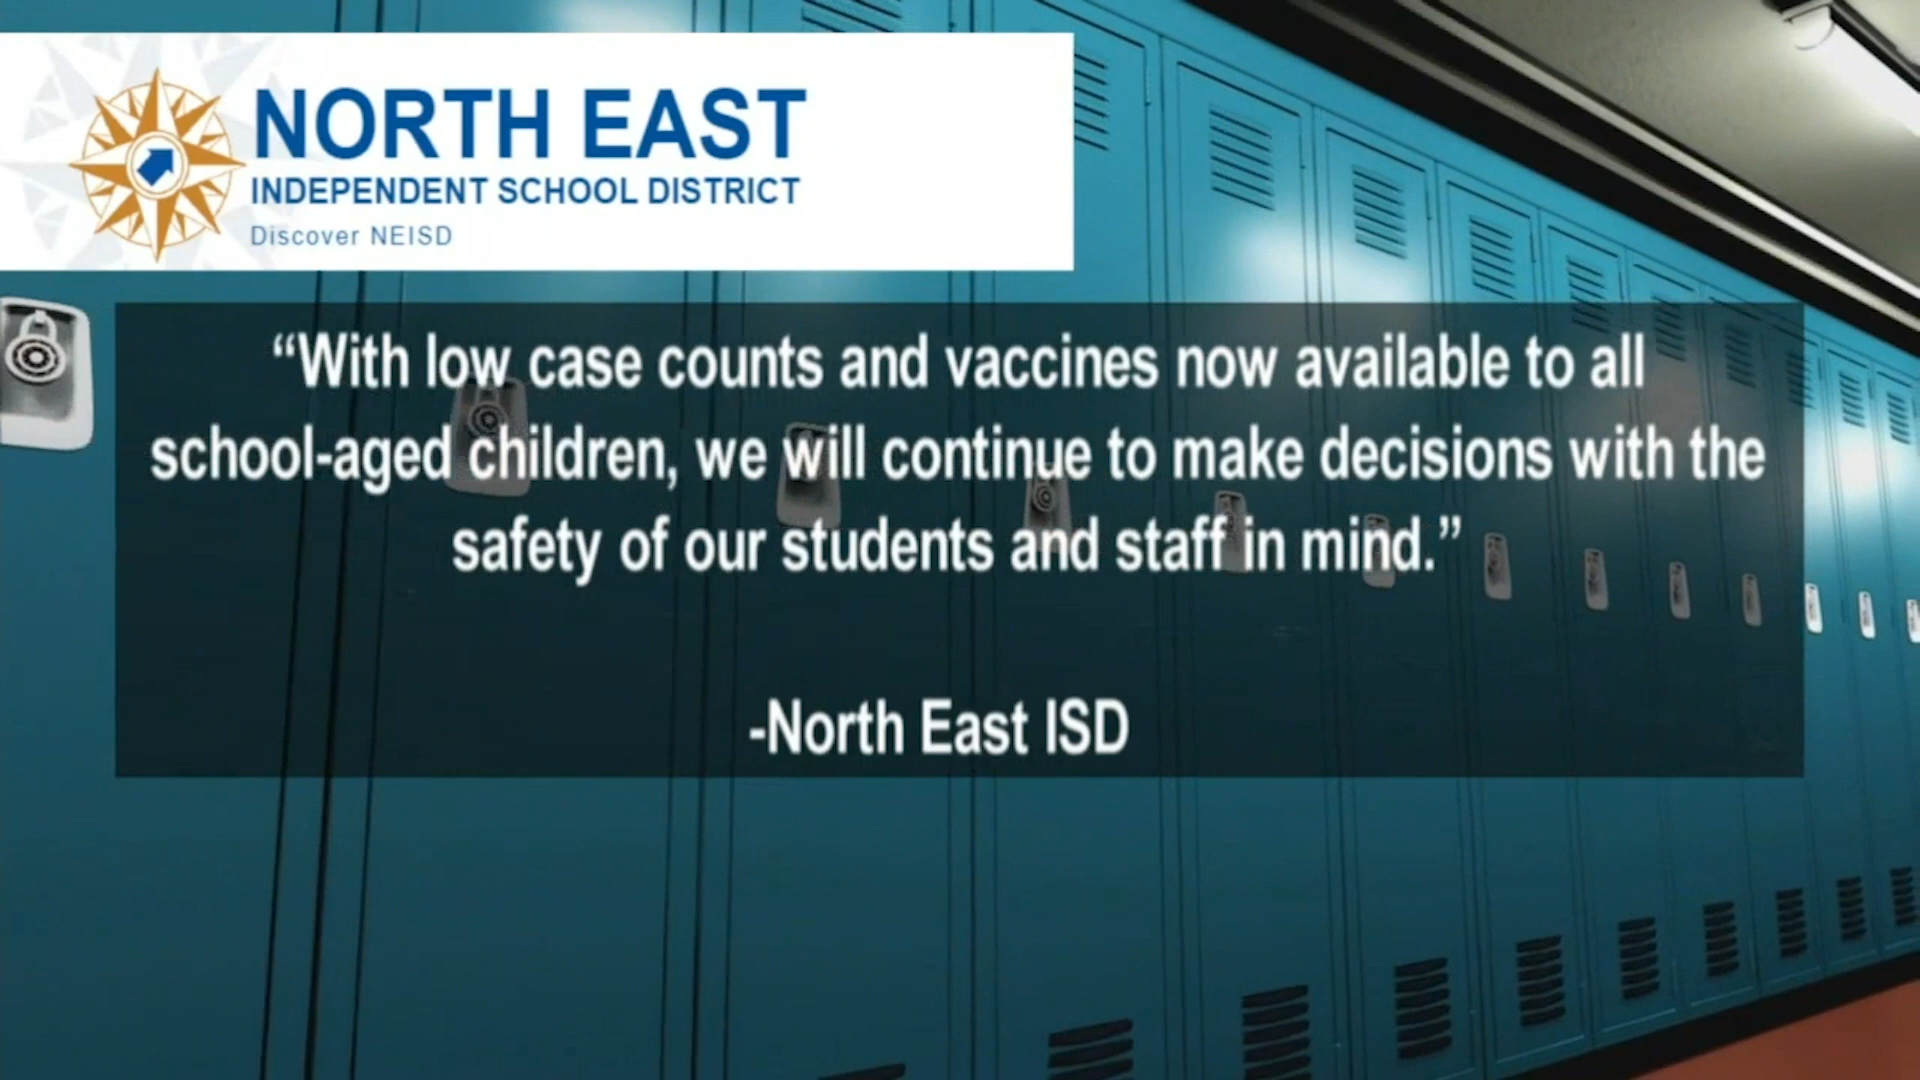 NORTH EAST
INDEPENDENT SCHOOL DISTRICT
Discover NEISD
“With low case counts and vaccines now available to all
school-aged children, we will continue to make decisions with the
safety of our students and staff in mind.”
-North East ISD